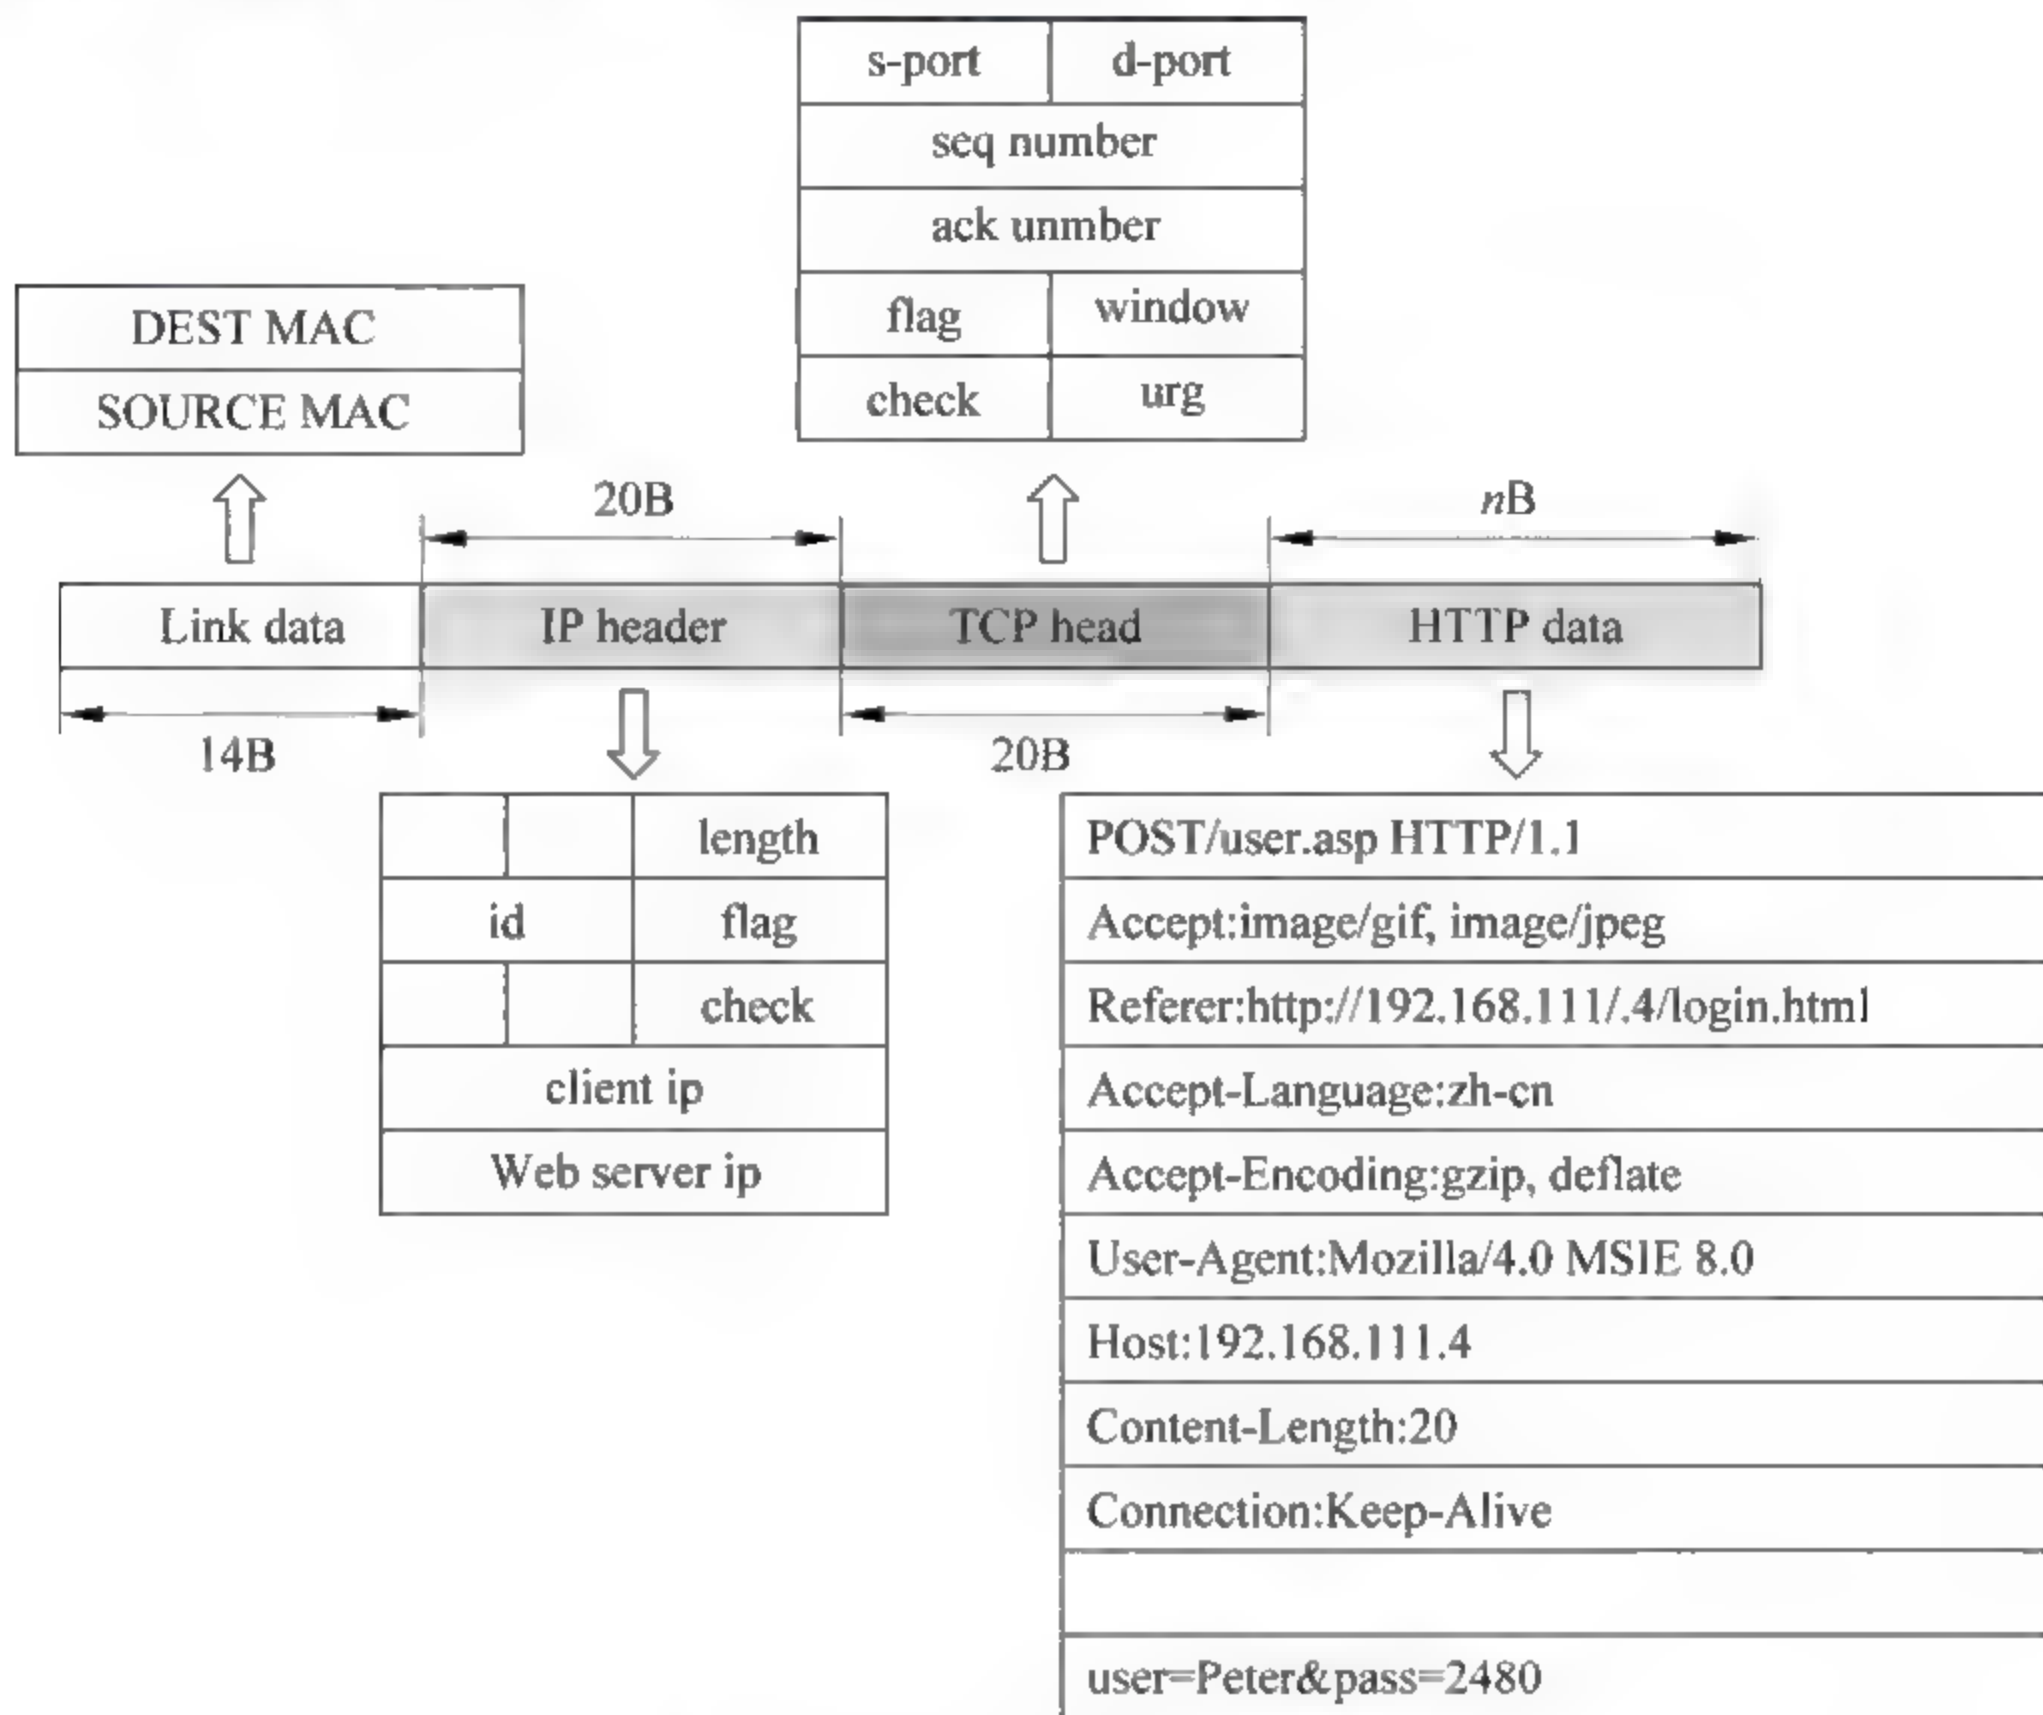 s-port d-port
seq number
ack unmber
flag window
check urg
DEST MAC
SOURCE MAC
20B nB
Link data IP header TCP head HTTP data
14B 20B
length
id flag
check
client ip
Web server ip
POST/user.asp HTTP/1.1
Accept:image/gif, image/jpeg
Referer:http://192.168.111/.4/login.html
Accept-Language:zh-cn
Accept-Encoding:gzip, deflate
User-Agent:Mozilla/4.0 MSIE 8.0
Host:192.168.111.4
Content-Length:20
Connection:Keep-Alive
user=Peter&pass=2480